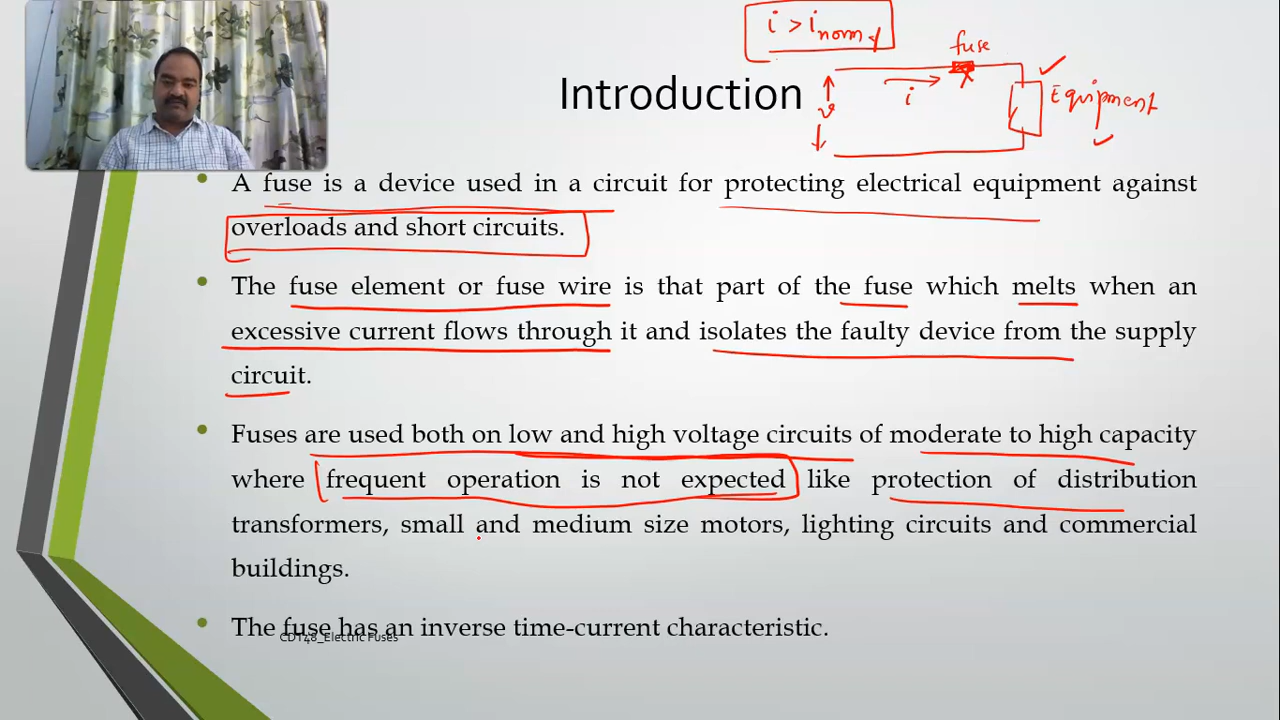 i > i norm
fuse
Introduction
i
v
Equipment
A fuse is a device used in a circuit for protecting electrical equipment against
overloads and short circuits.
The fuse element or fuse wire is that part of the fuse which melts when an
excessive current flows through it and isolates the faulty device from the supply
circuit.
Fuses are used both on low and high voltage circuits of moderate to high capacity
where frequent operation is not expected like protection of distribution
transformers, small and medium size motors, lighting circuits and commercial
buildings.
The fuse has an inverse time-current characteristic.
CDT48_Electric Fuses